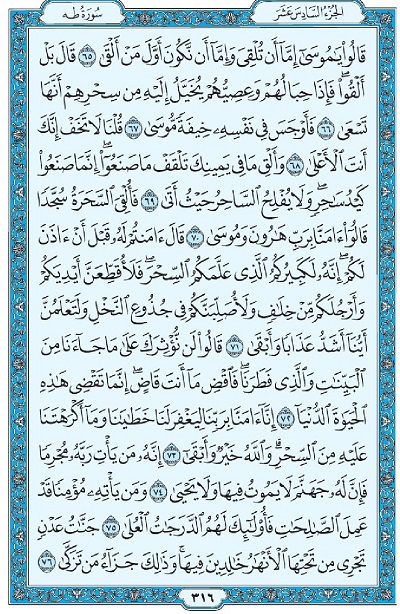 الجزء السادس عشر
سورة طه
قَالُوا۟ يَـٰمُوسَىٰٓ إِمَّآ أَن تُلْقِىَ وَإِمَّآ أَن نَّكُونَ أَوَّلَ مَنْ أَلْقَىٰ ٦٥ قَالَ بَلْ
أَلْقُوا۟ ۖ فَإِذَا حِبَالُهُمْ وَعِصِيُّهُمْ يُخَيَّلُ إِلَيْهِ مِن سِحْرِهِمْ أَنَّهَا
تَسْعَىٰ ٦٦ فَأَوْجَسَ فِى نَفْسِهِۦ خِيفَةً مُّوسَىٰ ٦٧ قُلْنَا لَا تَخَفْ إِنَّكَ
أَنتَ ٱلْأَعْلَىٰ ٦٨ وَأَلْقِ مَا فِى يَمِينِكَ تَلْقَفْ مَا صَنَعُوٓا۟ ۖ إِنَّمَا صَنَعُوا۟
كَيْدُ سَـٰحِرٍ ۖ وَلَا يُفْلِحُ ٱلسَّاحِرُ حَيْثُ أَتَىٰ ٦٩ فَأُلْقِىَ ٱلسَّحَرَةُ سُجَّدًا
قَالُوٓا۟ ءَامَنَّا بِرَبِّ هَـٰرُونَ وَمُوسَىٰ ٧٠ قَالَ ءَامَنتُمْ لَهُۥ قَبْلَ أَنْ ءَاذَنَ
لَكُمْ ۖ إِنَّهُۥ لَكَبِيرُكُمُ ٱلَّذِى عَلَّمَكُمُ ٱلسِّحْرَ ۖ فَلَأُقَطِّعَنَّ أَيْدِيَكُمْ
وَأَرْجُلَكُم مِّنْ خِلَـٰفٍ وَلَأُصَلِّبَنَّكُمْ فِى جُذُوعِ ٱلنَّخْلِ وَلَتَعْلَمُنَّ
أَيُّنَآ أَشَدُّ عَذَابًا وَأَبْقَىٰ ٧١ قَالُوا۟ لَن نُّؤْثِرَكَ عَلَىٰ مَا جَآءَنَا مِنَ
ٱلْبَيِّنَـٰتِ وَٱلَّذِى فَطَرَنَا ۖ فَٱقْضِ مَآ أَنتَ قَاضٍ ۖ إِنَّمَا تَقْضِى هَـٰذِهِ
ٱلْحَيَوٰةَ ٱلدُّنْيَآ ٧٢ إِنَّآ ءَامَنَّا بِرَبِّنَا لِيَغْفِرَ لَنَا خَطَـٰيَـٰنَا وَمَآ أَكْرَهْتَنَا
عَلَيْهِ مِنَ ٱلسِّحْرِ ۗ وَٱللَّهُ خَيْرٌ وَأَبْقَىٰٓ ٧٣ إِنَّهُۥ مَن يَأْتِ رَبَّهُۥ مُجْرِمًا
فَإِنَّ لَهُۥ جَهَنَّمَ لَا يَمُوتُ فِيهَا وَلَا يَحْيَىٰ ٧٤ وَمَن يَأْتِهِۦ مُؤْمِنًا قَدْ
عَمِلَ ٱلصَّـٰلِحَـٰتِ فَأُو۟لَـٰٓئِكَ لَهُمُ ٱلدَّرَجَـٰتُ ٱلْعُلَىٰ ٧٥ جَنَّـٰتُ عَدْنٍ
تَجْرِى مِن تَحْتِهَا ٱلْأَنْهَـٰرُ خَـٰلِدِينَ فِيهَا ۚ وَذَٰلِكَ جَزَآءُ مَن تَزَكَّىٰ ٧٦
٣١٦